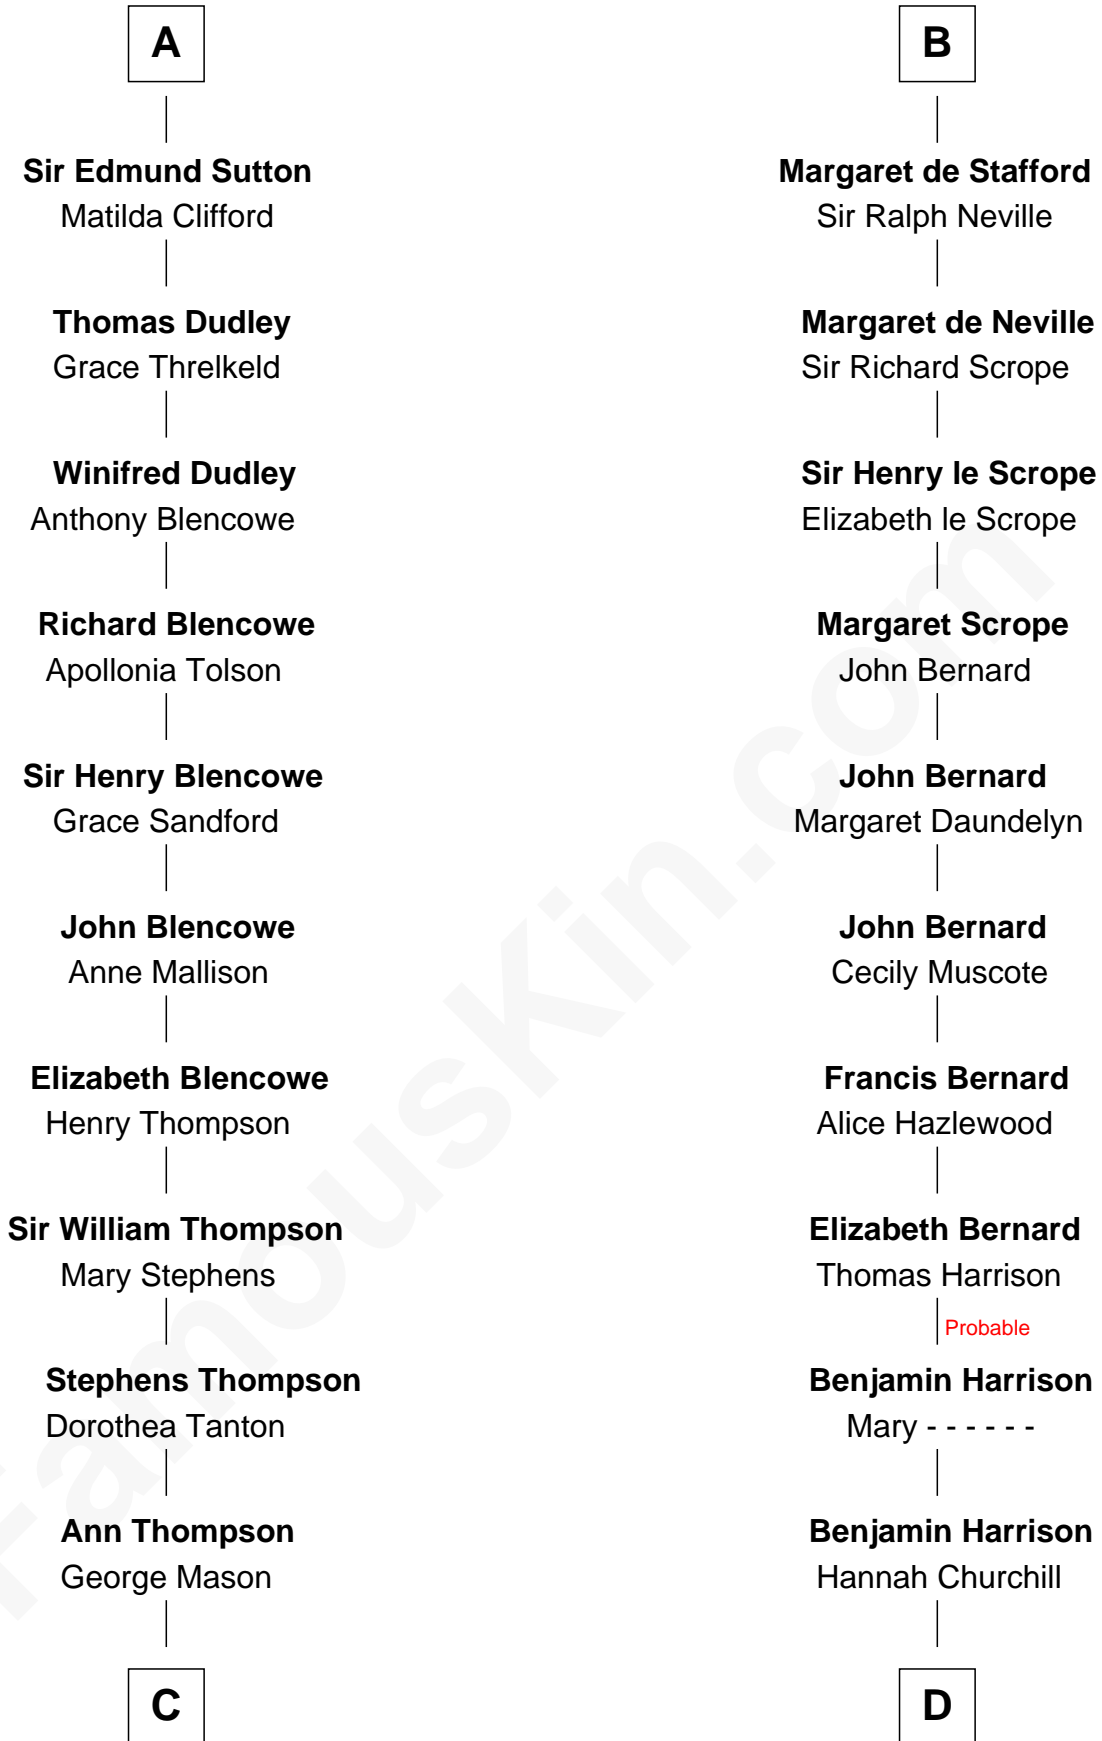 A
Sir Edmund Sutton
Matilda Clifford
Thomas Dudley
Grace Threlkeld
Winifred Dudley
Anthony Blencowe
Richard Blencowe
Apollonia Tolson
Sir Henry Blencowe
Grace Sandford
John Blencowe
Anne Mallison
Elizabeth Blencowe
Henry Thompson
Sir William Thompson
Mary Stephens
Stephens Thompson
Dorothea Tanton
Ann Thompson
George Mason
C
B
Margaret de Stafford
Sir Ralph Neville
Margaret de Neville
Sir Richard Scrope
Sir Henry le Scrope
Elizabeth le Scrope
Margaret Scrope
John Bernard
John Bernard
Margaret Daundelyn
John Bernard
Cecily Muscote
Francis Bernard
Alice Hazlewood
Elizabeth Bernard
Thomas Harrison
Probable
Benjamin Harrison
Mary - - - - - -
Benjamin Harrison
Hannah Churchill
D
FamousKin.com